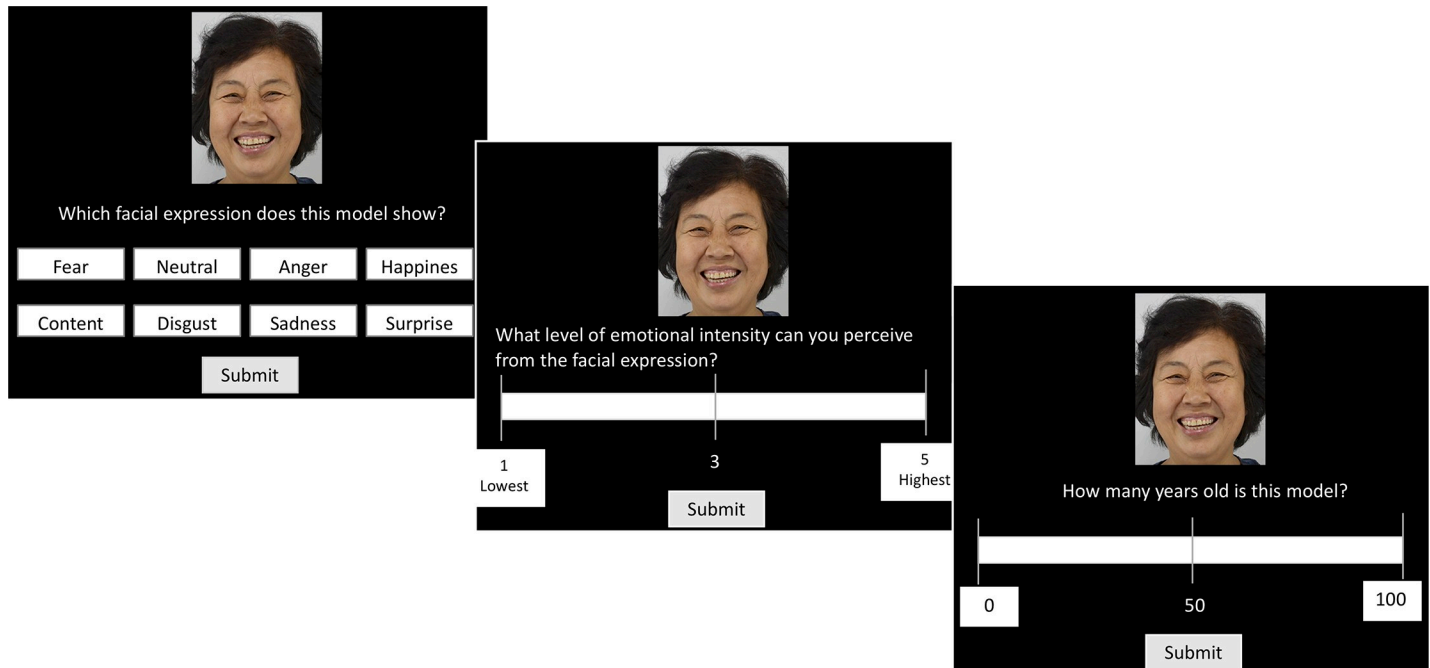 Which facial expression does this model show?
Fear Neutral Anger Happines
Content Disgust Sadness Surprise
Submit
What level of emotional intensity can you perceive
from the facial expression?
1 3 5
Lowest Highest
Submit
How many years old is this model?
0 50 100
Submit